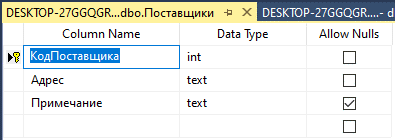 DESKTOP-27GGQGR...dbo.Поставщики
DESKTOP-27GGQGR....- d
Column Name Data Type Allow Nulls
КодПоставщика int
Адрес text
Примечание text